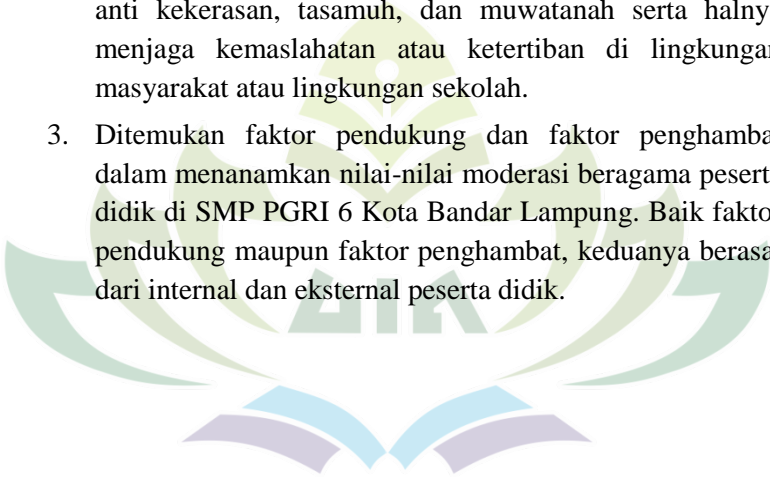 anti kekerasan, tasamuh, dan muwatanah serta halny
menjaga kemaslahatan atau ketertiban di lingkungan
masyarakat atau lingkungan sekolah.
3. Ditemukan faktor pendukung dan faktor penghamba
dalam menanamkan nilai-nilai moderasi beragama pesert
didik di SMP PGRI 6 Kota Bandar Lampung. Baik fakto
pendukung maupun faktor penghambat, keduanya berasa
dari internal dan eksternal peserta didik.